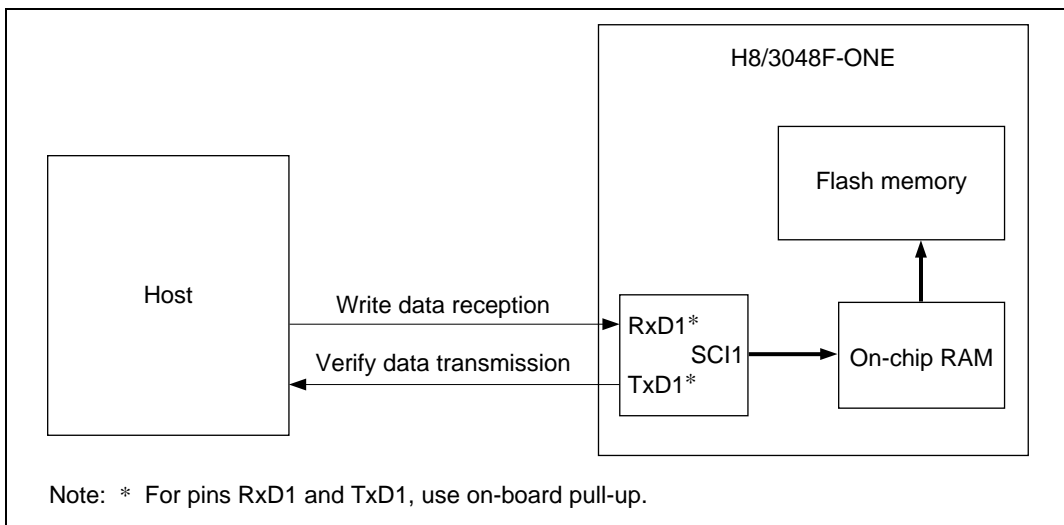 H8/3048F-ONE
Flash memory
Host
Write data reception
RxD1*
SCI1
On-chip RAM
Verify data transmission
TxD1*
Note: * For pins RxD1 and TxD1, use on-board pull-up.